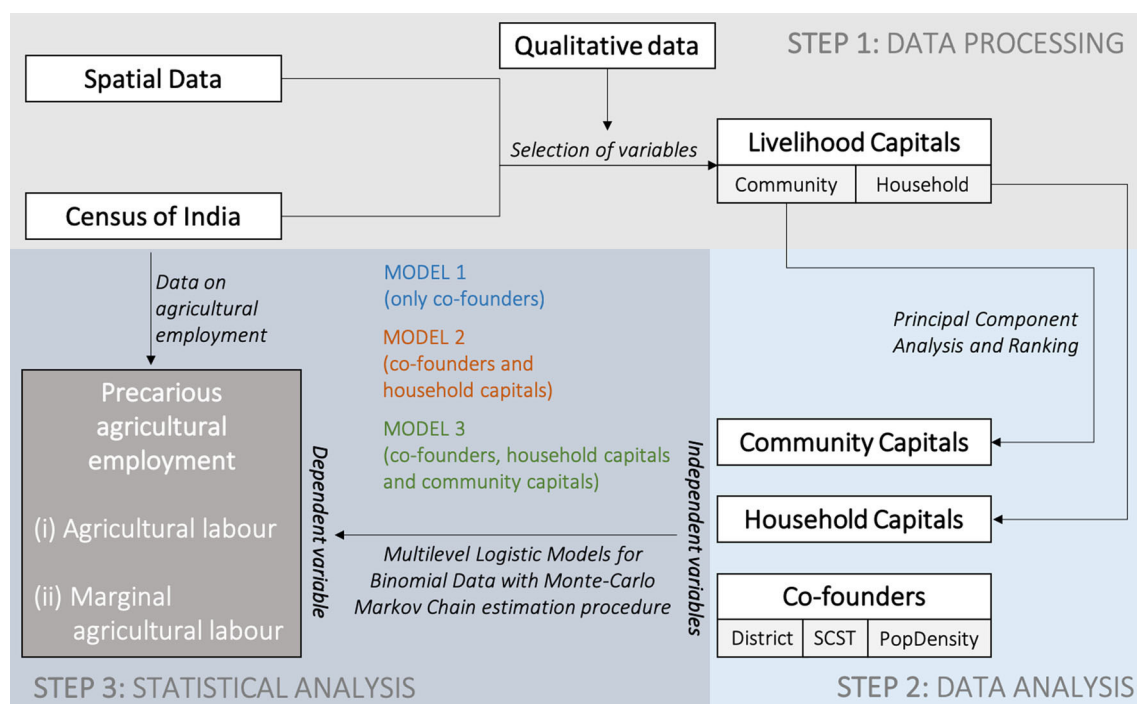 STEP 1: DATA PROCESSING
Qualitative data
Spatial Data
Selection of variables
Livelihood Capitals
Community
Household
Census of India
Data on
agricultural
employment
MODEL 1
(only co-founders)
MODEL 2
(co-founders and
household capitals)
MODEL 3
(co-founders, household capitals
and community capitals)
Principal Component
Analysis and Ranking
Precarious
agricultural
employment
(i) Agricultural labour
(ii) Marginal
agricultural labour
Dependent variable
Multilevel Logistic Models for
Binomial Data with Monte-Carlo
Markov Chain estimation procedure
Independent variables
Community Capitals
Household Capitals
Co-founders
District
SCST
PopDensity
STEP 3: STATISTICAL ANALYSIS
STEP 2: DATA ANALYSIS